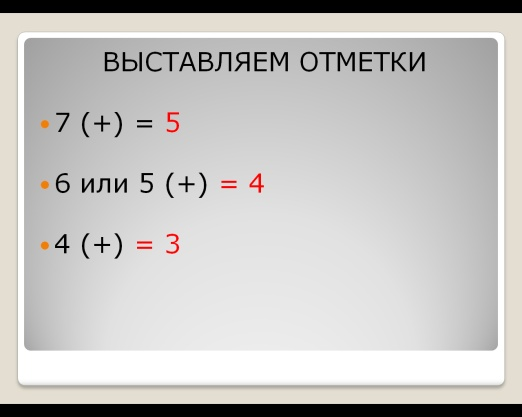 ВЫСТАВЛЯЕМ ОТМЕТКИ
• 7 (+) = 5
• 6 или 5 (+) = 4
• 4 (+) = 3